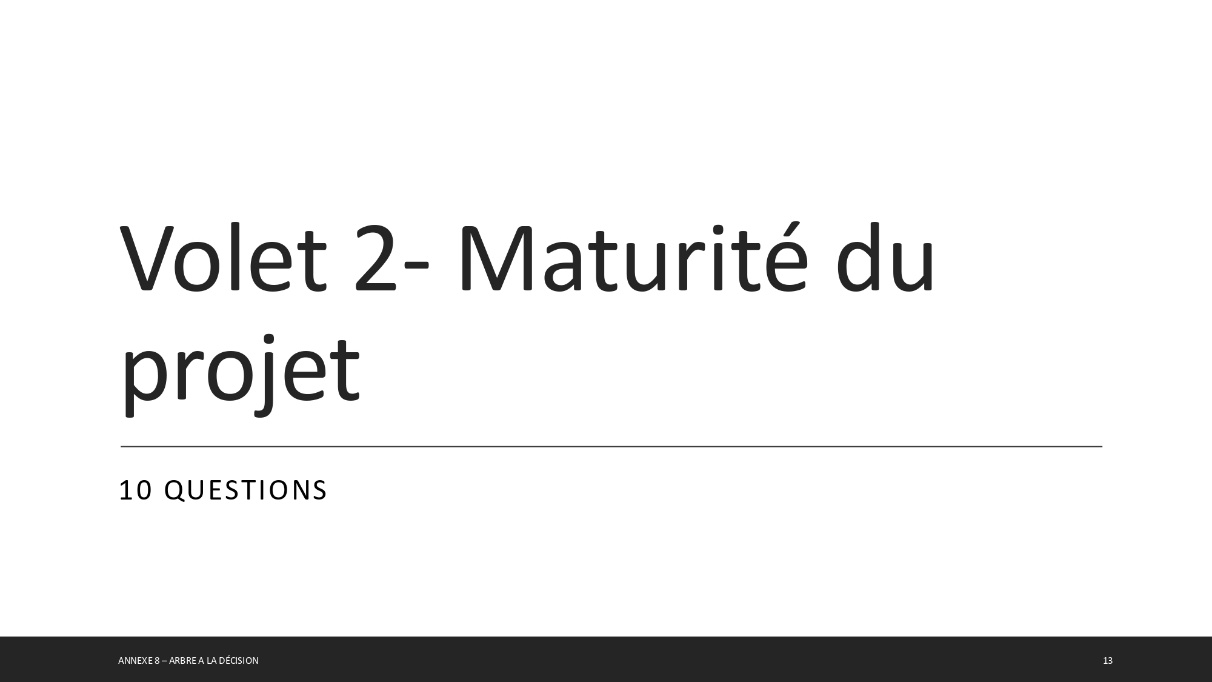 Volet 2- Maturité du
projet
10 QUESTIONS
ANNEXE 8 – ARBRE A LA DÉCISION
13